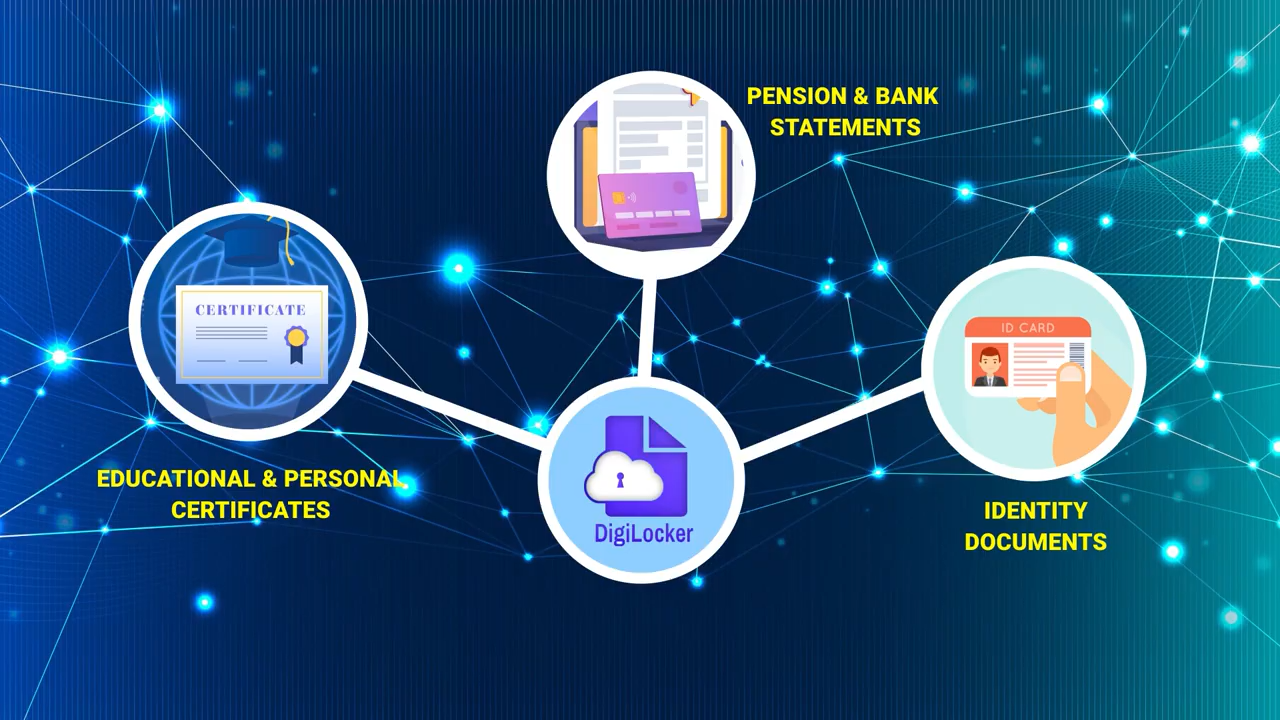 PENSION & BANK
STATEMENTS
CERTIFICATE
EDUCATIONAL & PERSONAL
CERTIFICATES
DigiLocker
ID CARD
IDENTITY
DOCUMENTS